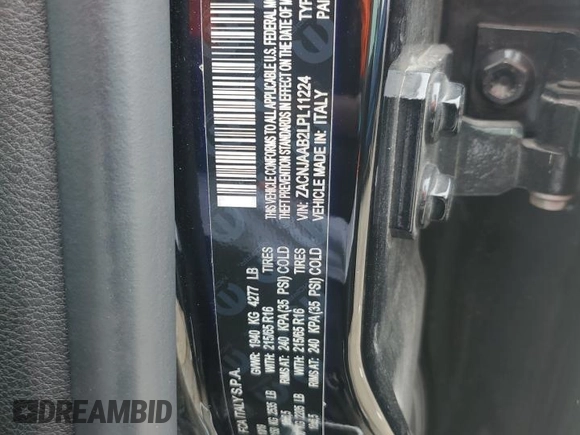 FCA ITALY S.P.A.
GVWR: 1940 KG 4277 LB
WITH: 215/65 R16 TIRES
RIMS AT: 240 KPA (35 PSI) COLD
WITH: 215/65 R16 TIRES
RIMS AT: 240 KPA (35 PSI) COLD
THIS VEHICLE CONFORMS TO ALL APPLICABLE U.S. FEDERAL MO
THEFT PREVENTION STANDARDS IN EFFECT ON THE DATE OF M
VIN: ZACNJAAB2LPL11224
VEHICLE MADE IN: ITALY
DREAMBID